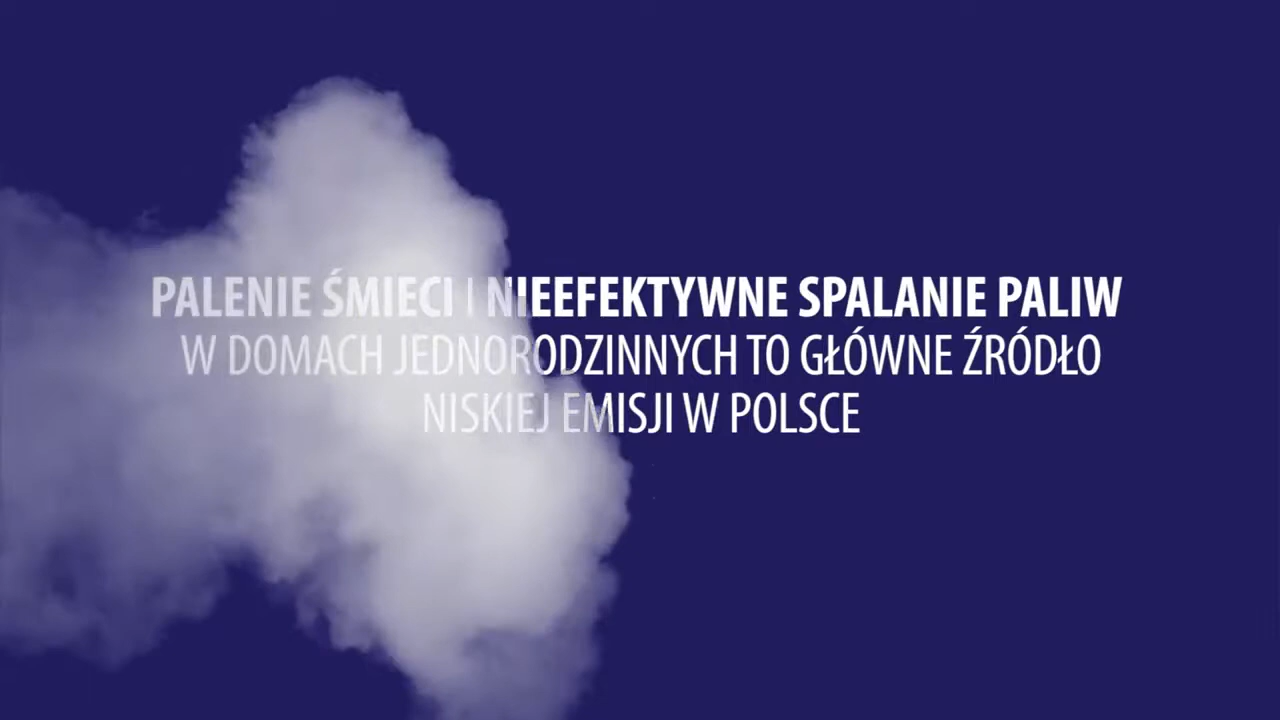 PALENIE ŚMIECI I NIEEFEKTYWNE SPALANIE PALIW
W DOMACH JEDNORODZINNYCH TO GŁÓWNE ŹRÓDŁO
NISKIEJ EMISJI W POLSCE